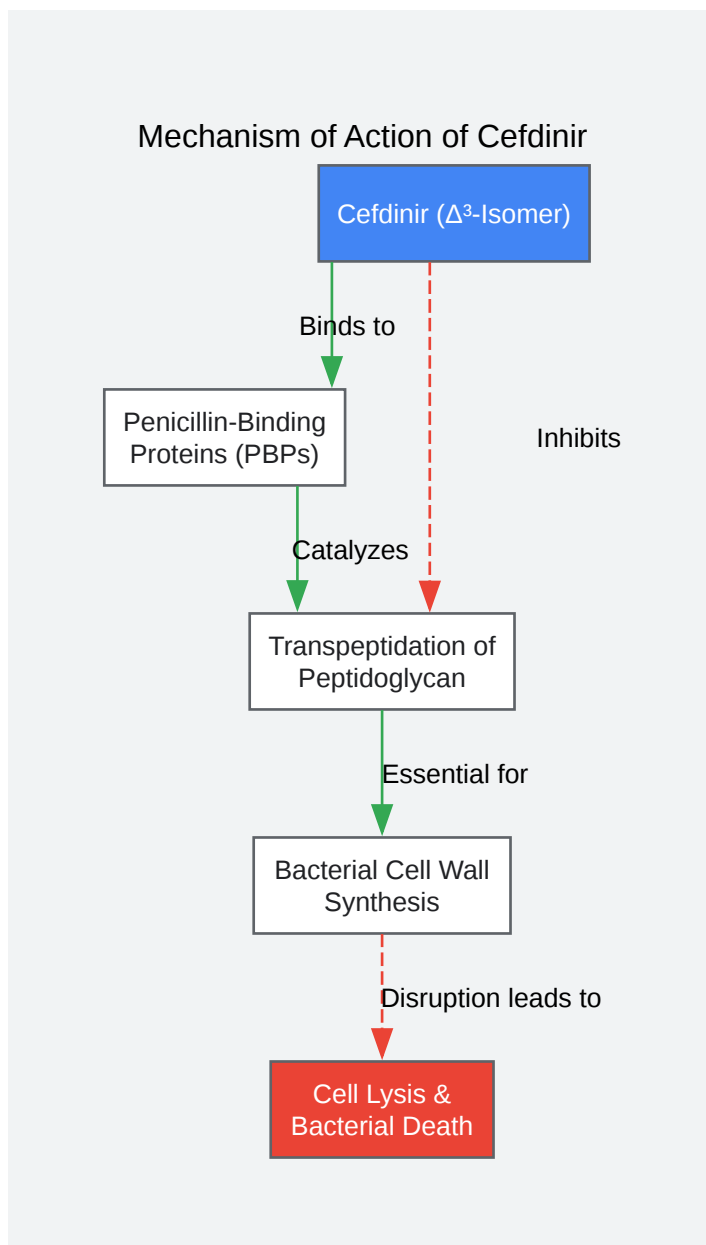 Mechanism of Action of Cefdinir
Cefdinir (Δ³-Isomer)
Binds to
Penicillin-Binding
Proteins (PBPs)
Inhibits
Catalyzes
Transpeptidation of
Peptidoglycan
Essential for
Bacterial Cell Wall
Synthesis
Disruption leads to
Cell Lysis &
Bacterial Death